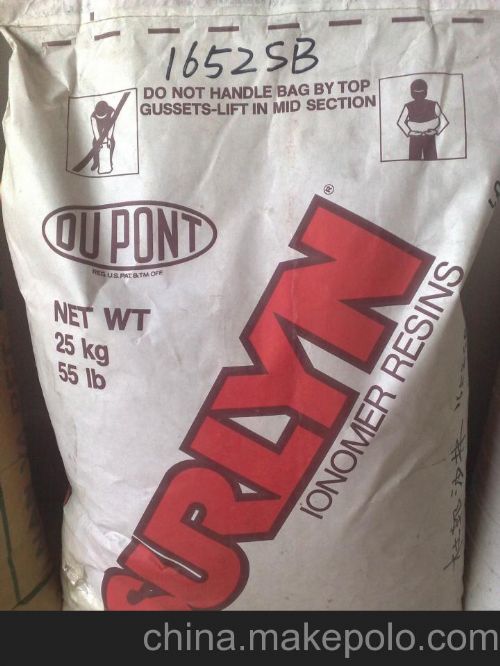 1652SB
DO NOT HANDLE BAG BY TOP
GUSSETS-LIFT IN MID SECTION
DU PONT
REG. U.S. PAT. & TM OFF.
NET WT
25 kg
55 lb
SURLYN®
IONOMER RESINS
china.makepolo.com